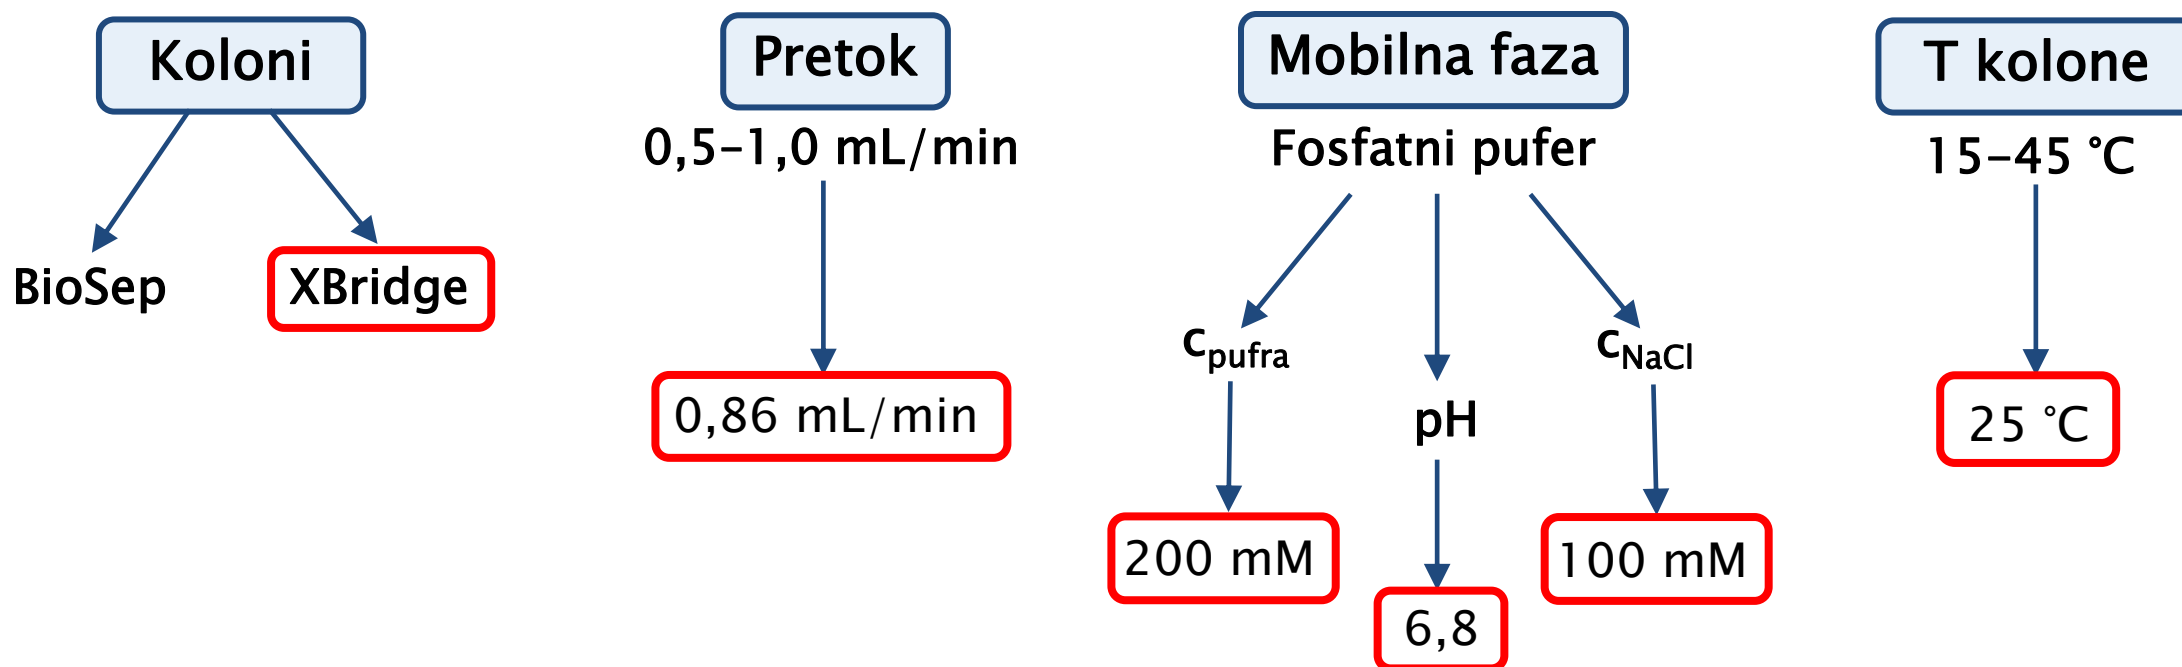 Koloni
BioSep
XBridge
Pretok
0,5–1,0 mL/min
0,86 mL/min
Mobilna faza
Fosfatni pufer
cpufra
200 mM
pH
6,8
cNaCl
100 mM
T kolone
15–45 °C
25 °C